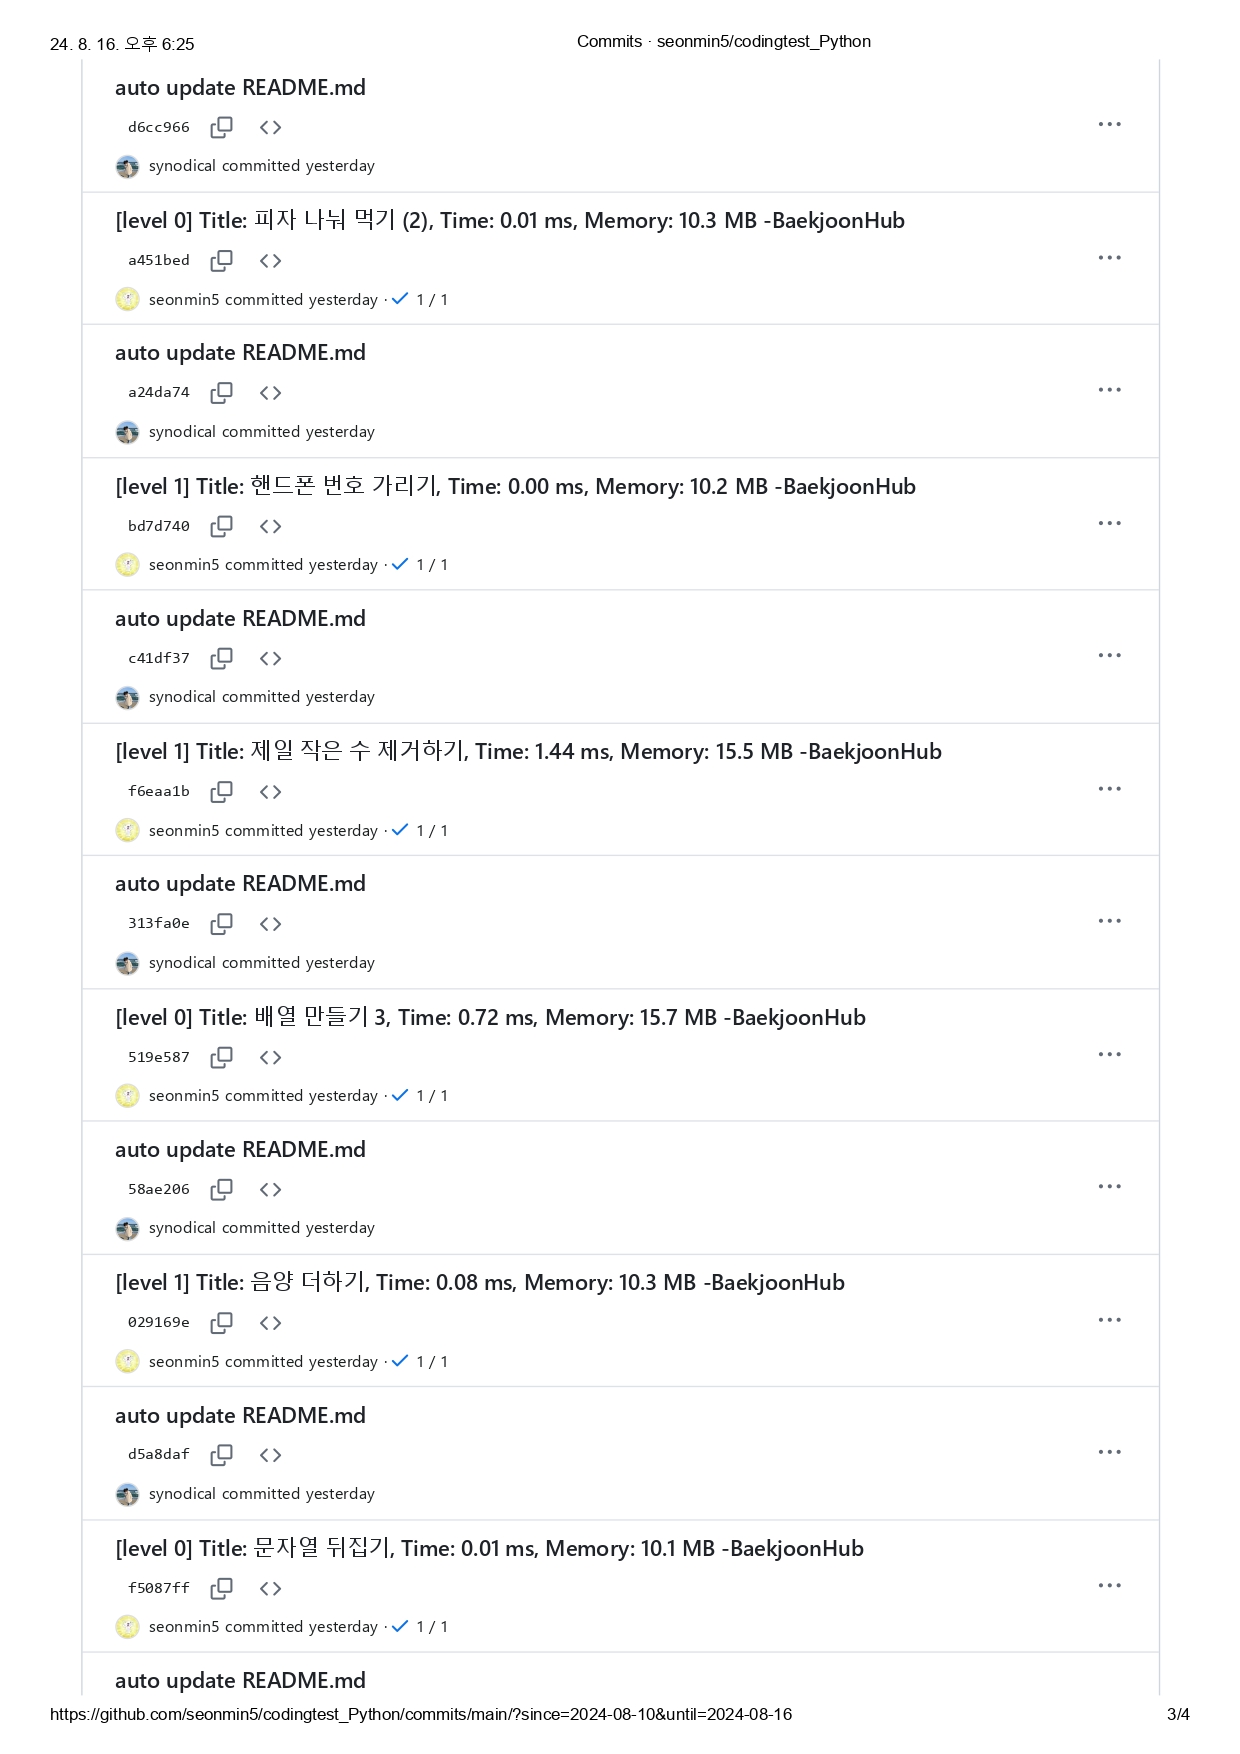 24. 8. 16. 오후 6:25
Commits · seonmin5/codingtest_Python
auto update README.md
d6cc966
synodical committed yesterday
[level 0] Title: 피자 나눠 먹기 (2), Time: 0.01 ms, Memory: 10.3 MB -BaekjoonHub
a451bed
seonmin5 committed yesterday · 1 / 1
auto update README.md
a24da74
synodical committed yesterday
[level 1] Title: 핸드폰 번호 가리기, Time: 0.00 ms, Memory: 10.2 MB -BaekjoonHub
bd7d740
seonmin5 committed yesterday · 1 / 1
auto update README.md
c41df37
synodical committed yesterday
[level 1] Title: 제일 작은 수 제거하기, Time: 1.44 ms, Memory: 15.5 MB -BaekjoonHub
f6eaa1b
seonmin5 committed yesterday · 1 / 1
auto update README.md
313fa0e
synodical committed yesterday
[level 0] Title: 배열 만들기 3, Time: 0.72 ms, Memory: 15.7 MB -BaekjoonHub
519e587
seonmin5 committed yesterday · 1 / 1
auto update README.md
58ae206
synodical committed yesterday
[level 1] Title: 음양 더하기, Time: 0.08 ms, Memory: 10.3 MB -BaekjoonHub
029169e
seonmin5 committed yesterday · 1 / 1
auto update README.md
d5a8daf
synodical committed yesterday
[level 0] Title: 문자열 뒤집기, Time: 0.01 ms, Memory: 10.1 MB -BaekjoonHub
f5087ff
seonmin5 committed yesterday · 1 / 1
auto update README.md
https://github.com/seonmin5/codingtest_Python/commits/main/?since=2024-08-10&until=2024-08-16
3/4